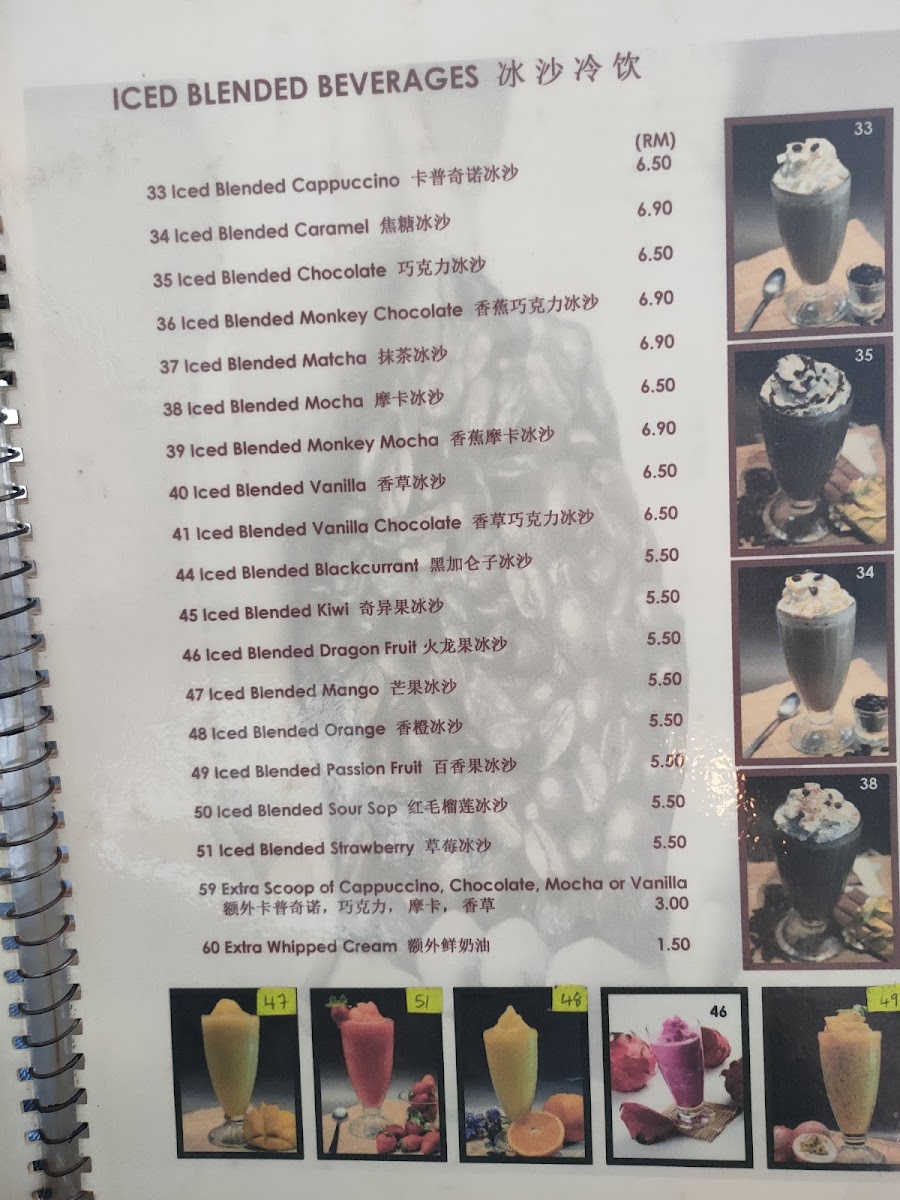 ICED BLENDED BEVERAGES 冰沙冷饮
(RM)
33 Iced Blended Cappuccino 卡普奇诺冰沙 6.50
34 Iced Blended Caramel 焦糖冰沙 6.90
35 Iced Blended Chocolate 巧克力冰沙 6.50
36 Iced Blended Monkey Chocolate 香蕉巧克力冰沙 6.90
37 Iced Blended Matcha 抹茶冰沙 6.90
38 Iced Blended Mocha 摩卡冰沙 6.50
39 Iced Blended Monkey Mocha 香蕉摩卡冰沙 6.90
40 Iced Blended Vanilla 香草冰沙 6.50
41 Iced Blended Vanilla Chocolate 香草巧克力冰沙 6.50
44 Iced Blended Blackcurrant 黑加仑子冰沙 5.50
45 Iced Blended Kiwi 奇异果冰沙 5.50
46 Iced Blended Dragon Fruit 火龙果冰沙 5.50
47 Iced Blended Mango 芒果冰沙 5.50
48 Iced Blended Orange 香橙冰沙 5.50
49 Iced Blended Passion Fruit 百香果冰沙 5.50
50 Iced Blended Sour Sop 红毛榴莲冰沙 5.50
51 Iced Blended Strawberry 草莓冰沙 5.50
59 Extra Scoop of Cappuccino, Chocolate, Mocha or Vanilla
额外卡普奇诺，巧克力， 摩卡， 香草 3.00
60 Extra Whipped Cream 额外鲜奶油 1.50
33
35
34
38
47
51
48
46
49